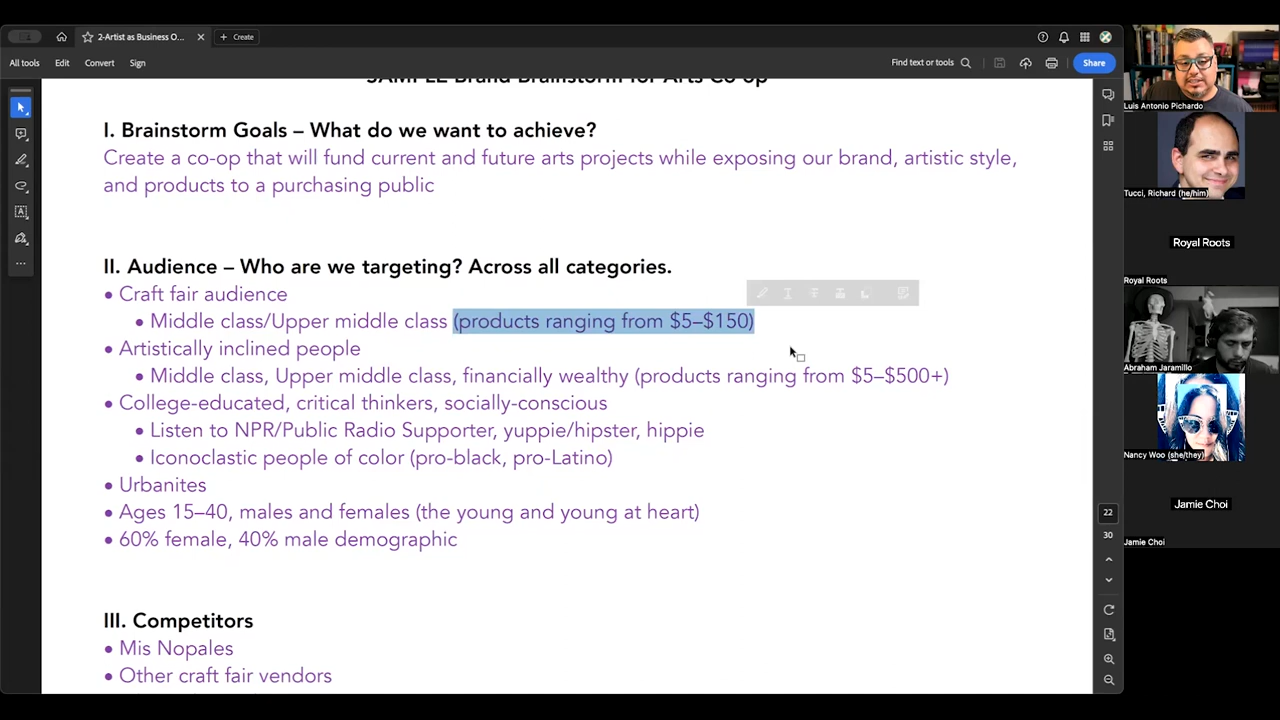 2-Artist as Business O...
Create
All tools
Edit
Convert
Sign
Find text or tools
Share
SAMPLE Brand Brainstorm for Arts Co-op
I. Brainstorm Goals – What do we want to achieve?
Create a co-op that will fund current and future arts projects while exposing our brand, artistic style,
and products to a purchasing public
II. Audience – Who are we targeting? Across all categories.
• Craft fair audience
• Middle class/Upper middle class (products ranging from $5–$150)
• Artistically inclined people
• Middle class, Upper middle class, financially wealthy (products ranging from $5–$500+)
• College-educated, critical thinkers, socially-conscious
• Listen to NPR/Public Radio Supporter, yuppie/hipster, hippie
• Iconoclastic people of color (pro-black, pro-Latino)
• Urbanites
• Ages 15–40, males and females (the young and young at heart)
• 60% female, 40% male demographic
III. Competitors
• Mis Nopales
• Other craft fair vendors
22
30
Luis Antonio Pichardo
Tucci, Richard (he/him)
Royal Roots
Royal Roots
Abraham Jaramillo
Nancy Woo (she/they)
Jamie Choi
Jamie Choi